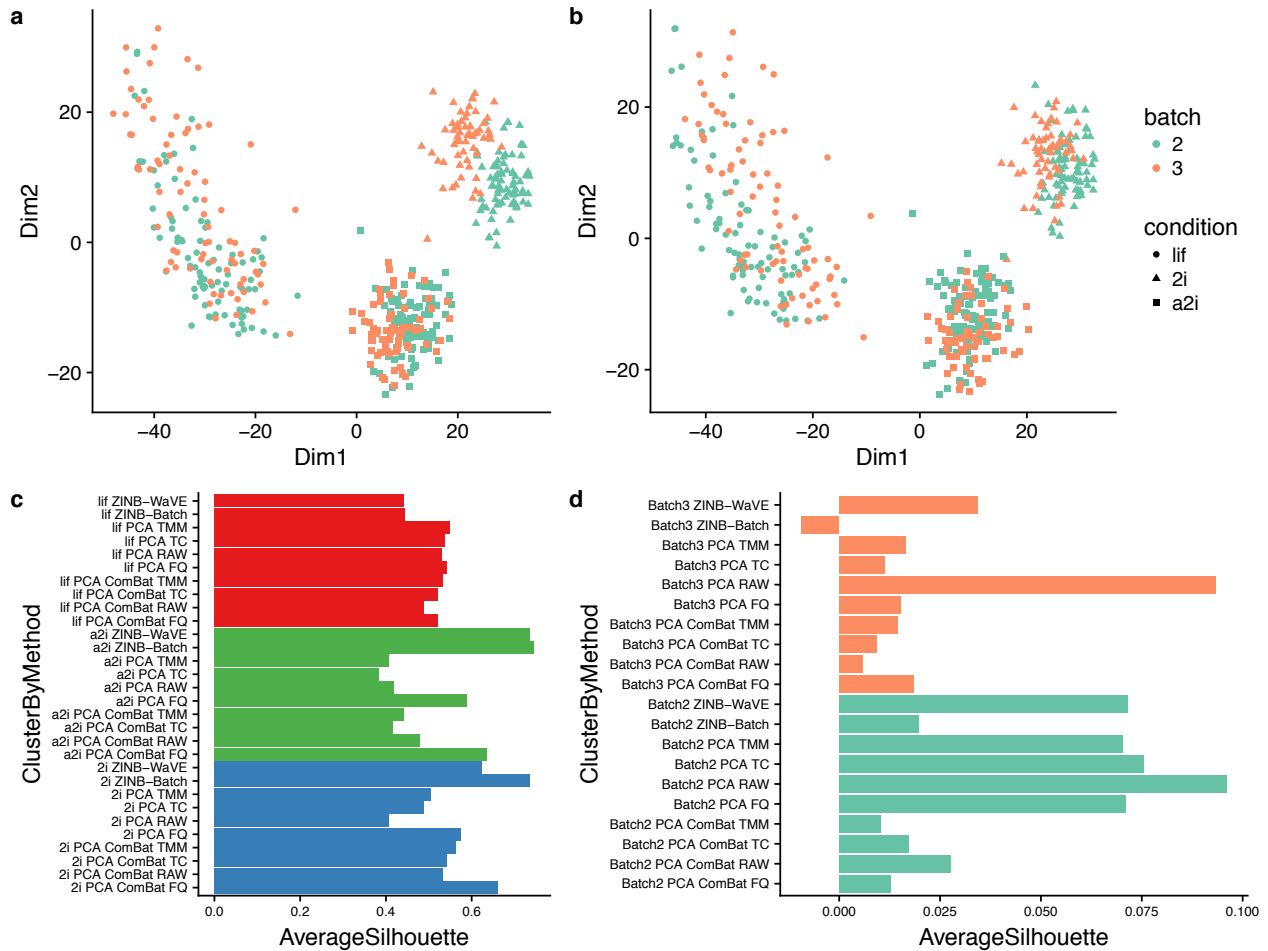 a
20
0
−20
Dim2
−40
−20
0
20
Dim1
b
20
0
−20
Dim2
−40
−20
0
20
Dim1
batch
2
3
condition
lif
2i
a2i
c
ClusterByMethod
lif ZINB−WaVE
lif ZINB−Batch
lif PCA TMM
lif PCA TC
lif PCA RAW
lif PCA FQ
lif PCA ComBat TMM
lif PCA ComBat TC
lif PCA ComBat RAW
lif PCA ComBat FQ
a2i ZINB−WaVE
a2i ZINB−Batch
a2i PCA TMM
a2i PCA TC
a2i PCA RAW
a2i PCA FQ
a2i PCA ComBat TMM
a2i PCA ComBat TC
a2i PCA ComBat RAW
a2i PCA ComBat FQ
2i ZINB−WaVE
2i ZINB−Batch
2i PCA TMM
2i PCA TC
2i PCA RAW
2i PCA FQ
2i PCA ComBat TMM
2i PCA ComBat TC
2i PCA ComBat RAW
2i PCA ComBat FQ
0.0
0.2
0.4
0.6
AverageSilhouette
d
ClusterByMethod
Batch3 ZINB−WaVE
Batch3 ZINB−Batch
Batch3 PCA TMM
Batch3 PCA TC
Batch3 PCA RAW
Batch3 PCA FQ
Batch3 PCA ComBat TMM
Batch3 PCA ComBat TC
Batch3 PCA ComBat RAW
Batch3 PCA ComBat FQ
Batch2 ZINB−WaVE
Batch2 ZINB−Batch
Batch2 PCA TMM
Batch2 PCA TC
Batch2 PCA RAW
Batch2 PCA FQ
Batch2 PCA ComBat TMM
Batch2 PCA ComBat TC
Batch2 PCA ComBat RAW
Batch2 PCA ComBat FQ
0.000
0.025
0.050
0.075
0.100
AverageSilhouette